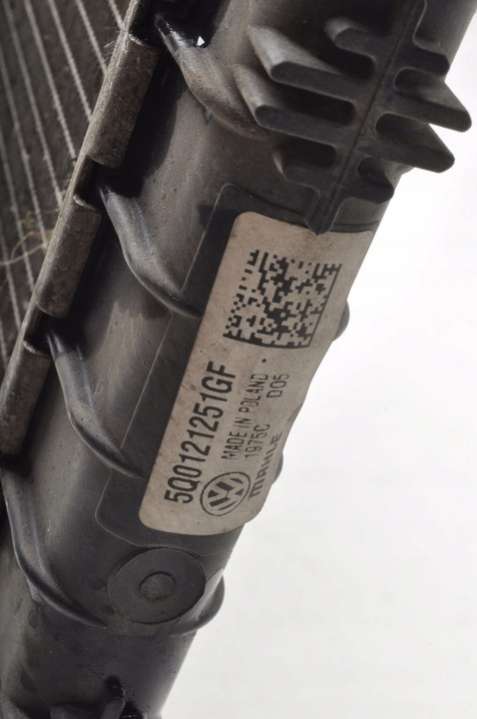 5Q0121251GF
MADE IN POLAND
1975C D05
MAHLE